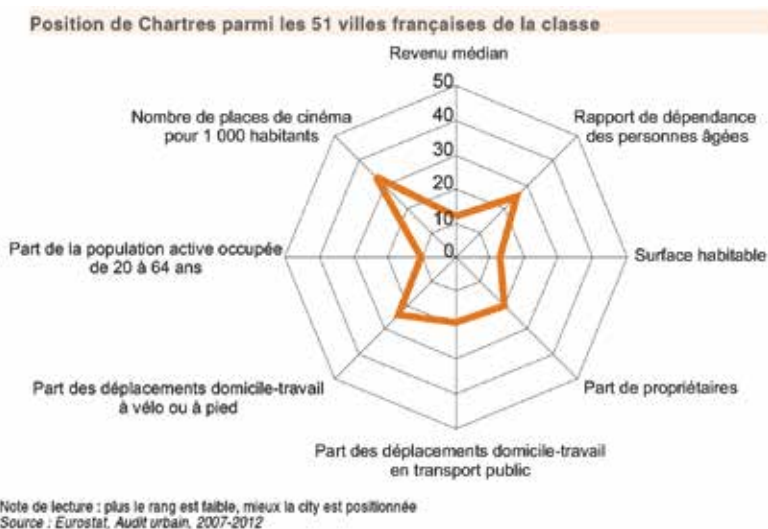 Position de Chartres parmi les 51 villes françaises de la classe
Revenu médian
50
40
30
20
10
0
Nombre de places de cinéma
pour 1 000 habitants
Rapport de dépendance
des personnes âgées
Part de la population active occupée
de 20 à 64 ans
Surface habitable
Part des déplacements domicile-travail
à vélo ou à pied
Part de propriétaires
Part des déplacements domicile-travail
en transport public
Note de lecture : plus le rang est faible, mieux la city est positionnée
Source : Eurostat, Audit urbain, 2007-2012